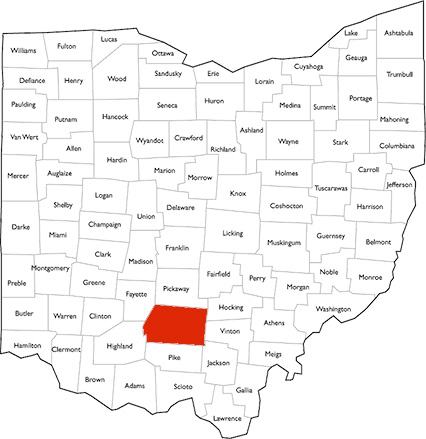 Williams
Fulton
Lucas
Ottawa
Lake
Ashtabula
Geauga
Cuyahoga
Defiance
Henry
Wood
Sandusky
Erie
Lorain
Trumbull
Paulding
Putnam
Hancock
Seneca
Huron
Medina
Summit
Portage
Mahoning
Van Wert
Allen
Wyandot
Crawford
Richland
Ashland
Wayne
Stark
Columbiana
Mercer
Auglaize
Hardin
Marion
Morrow
Holmes
Tuscarawas
Carroll
Jefferson
Shelby
Logan
Union
Delaware
Knox
Coshocton
Harrison
Darke
Miami
Champaign
Clark
Madison
Franklin
Licking
Muskingum
Guernsey
Belmont
Preble
Montgomery
Greene
Fayette
Pickaway
Fairfield
Perry
Morgan
Noble
Monroe
Butler
Warren
Clinton
Hocking
Athens
Washington
Hamilton
Clermont
Highland
Vinton
Meigs
Pike
Jackson
Brown
Adams
Scioto
Gallia
Lawrence